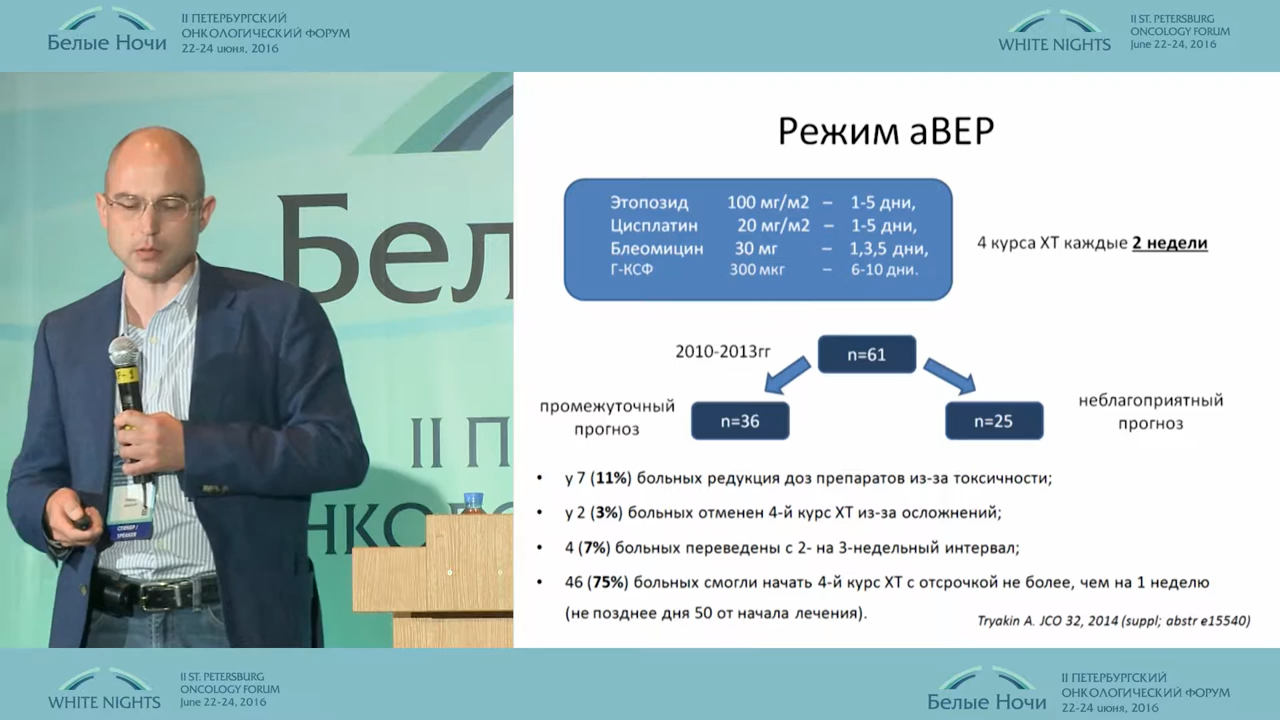 Белые Ночи
II ПЕТЕРБУРГСКИЙ
ОНКОЛОГИЧЕСКИЙ ФОРУМ
22-24 июня, 2016
WHITE NIGHTS
II ST. PETERSBURG
ONCOLOGY FORUM
June 22-24, 2016
Бел
II П
НКОЛО
СПИКЕР /
SPEAKER
Режим аВЕР
Этопозид 100 мг/м2 – 1-5 дни,
Цисплатин 20 мг/м2 – 1-5 дни,
Блеомицин 30 мг – 1,3,5 дни,
Г-КСФ 300 мкг – 6-10 дни.
4 курса ХТ каждые 2 недели
2010-2013гг
n=61
промежуточный
прогноз
n=36
n=25
неблагоприятный
прогноз
• у 7 (11%) больных редукция доз препаратов из-за токсичности;
• у 2 (3%) больных отменен 4-й курс ХТ из-за осложнений;
• 4 (7%) больных переведены с 2- на 3-недельный интервал;
• 46 (75%) больных смогли начать 4-й курс ХТ с отсрочкой не более, чем на 1 неделю
(не позднее дня 50 от начала лечения).
Tryakin A. JCO 32, 2014 (suppl; abstr e15540)
WHITE NIGHTS
II ST. PETERSBURG
ONCOLOGY FORUM
June 22-24, 2016
Белые Ночи
II ПЕТЕРБУРГСКИЙ
ОНКОЛОГИЧЕСКИЙ ФОРУМ
22-24 июня, 2016